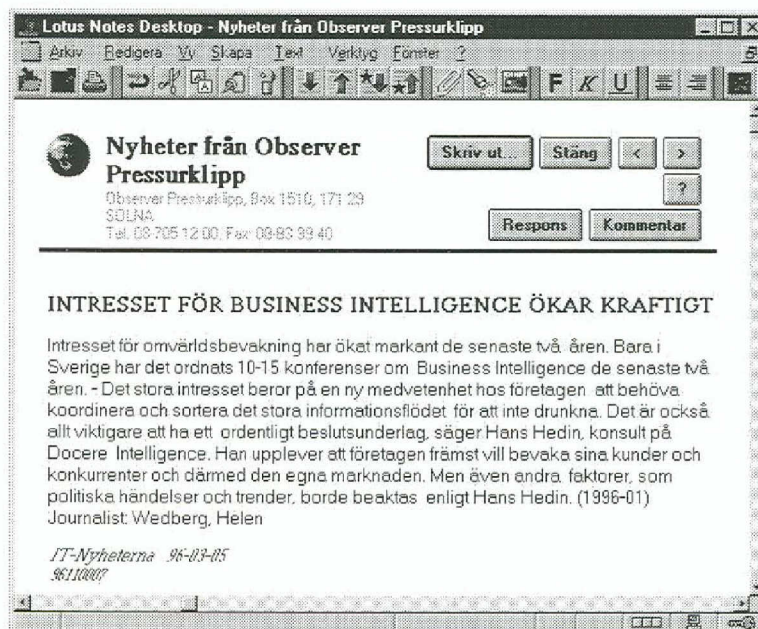 Lotus Notes Desktop - Nyheter från Observer Pressurklipp
Arkiv Redigera Vy Skapa Text Verktyg Fönster ?
F K U
Nyheter från Observer
Pressurklipp
Skriv ut... Stäng < >
?
Observer Pressurklipp, Box 1510, 171 29
SOLNA
Tel. 08-705 12 00, Fax 08-83 99 40
Respons Kommentar
INTRESSET FÖR BUSINESS INTELLIGENCE ÖKAR KRAFTIGT
Intresset för omvärldsbevakning har ökat markant de senaste två åren. Bara i
Sverige har det ordnats 10-15 konferenser om Business Intelligence de senaste två
åren. - Det stora intresset beror på en ny medvetenhet hos företagen att behöva
koordinera och sortera det stora informationsflödet för att inte drunkna. Det är också
allt viktigare att ha ett ordentligt beslutsunderlag, säger Hans Hedin, konsult på
Docere Intelligence. Han upplever att företagen främst vill bevaka sina kunder och
konkurrenter och därmed den egna marknaden. Men även andra faktorer, som
politiska händelser och trender, borde beaktas enligt Hans Hedin. (1996-01)
Journalist: Wedberg, Helen
IT-Nyheterna 96-03-05
96110007